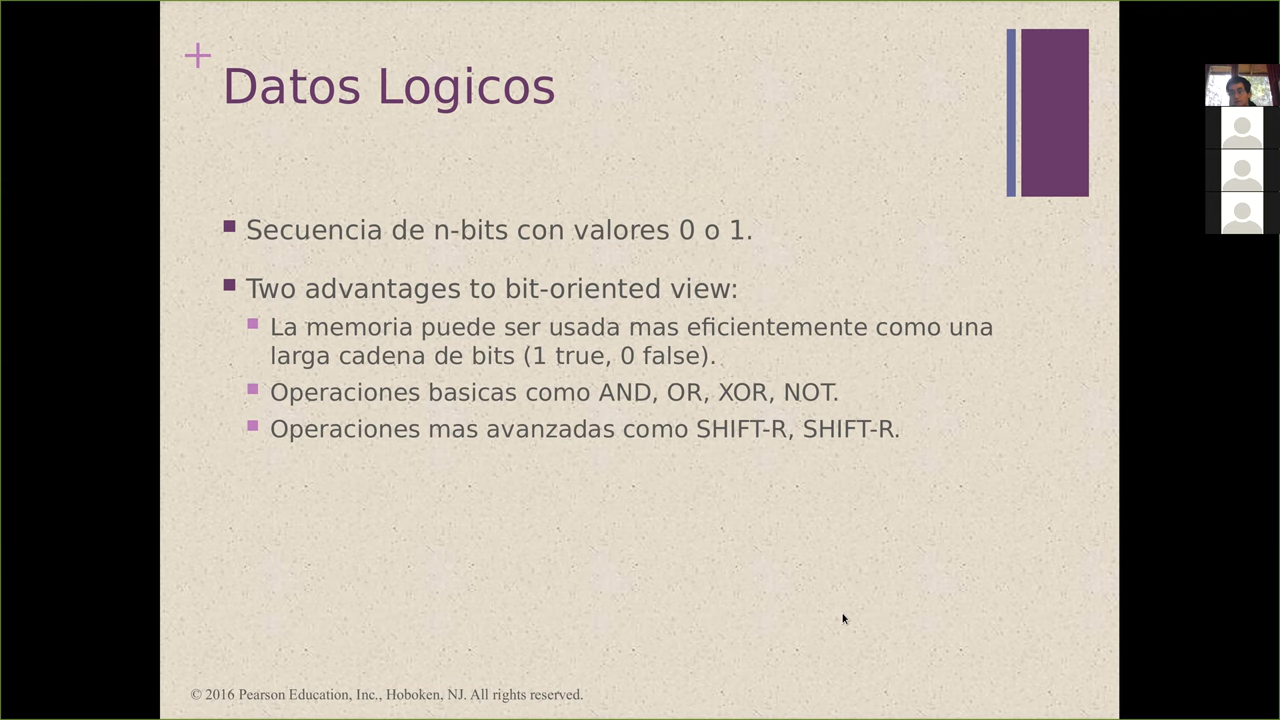 +
Datos Logicos
Secuencia de n-bits con valores 0 o 1.
Two advantages to bit-oriented view:
La memoria puede ser usada mas eficientemente como una
larga cadena de bits (1 true, 0 false).
Operaciones basicas como AND, OR, XOR, NOT.
Operaciones mas avanzadas como SHIFT-R, SHIFT-R.
© 2016 Pearson Education, Inc., Hoboken, NJ. All rights reserved.